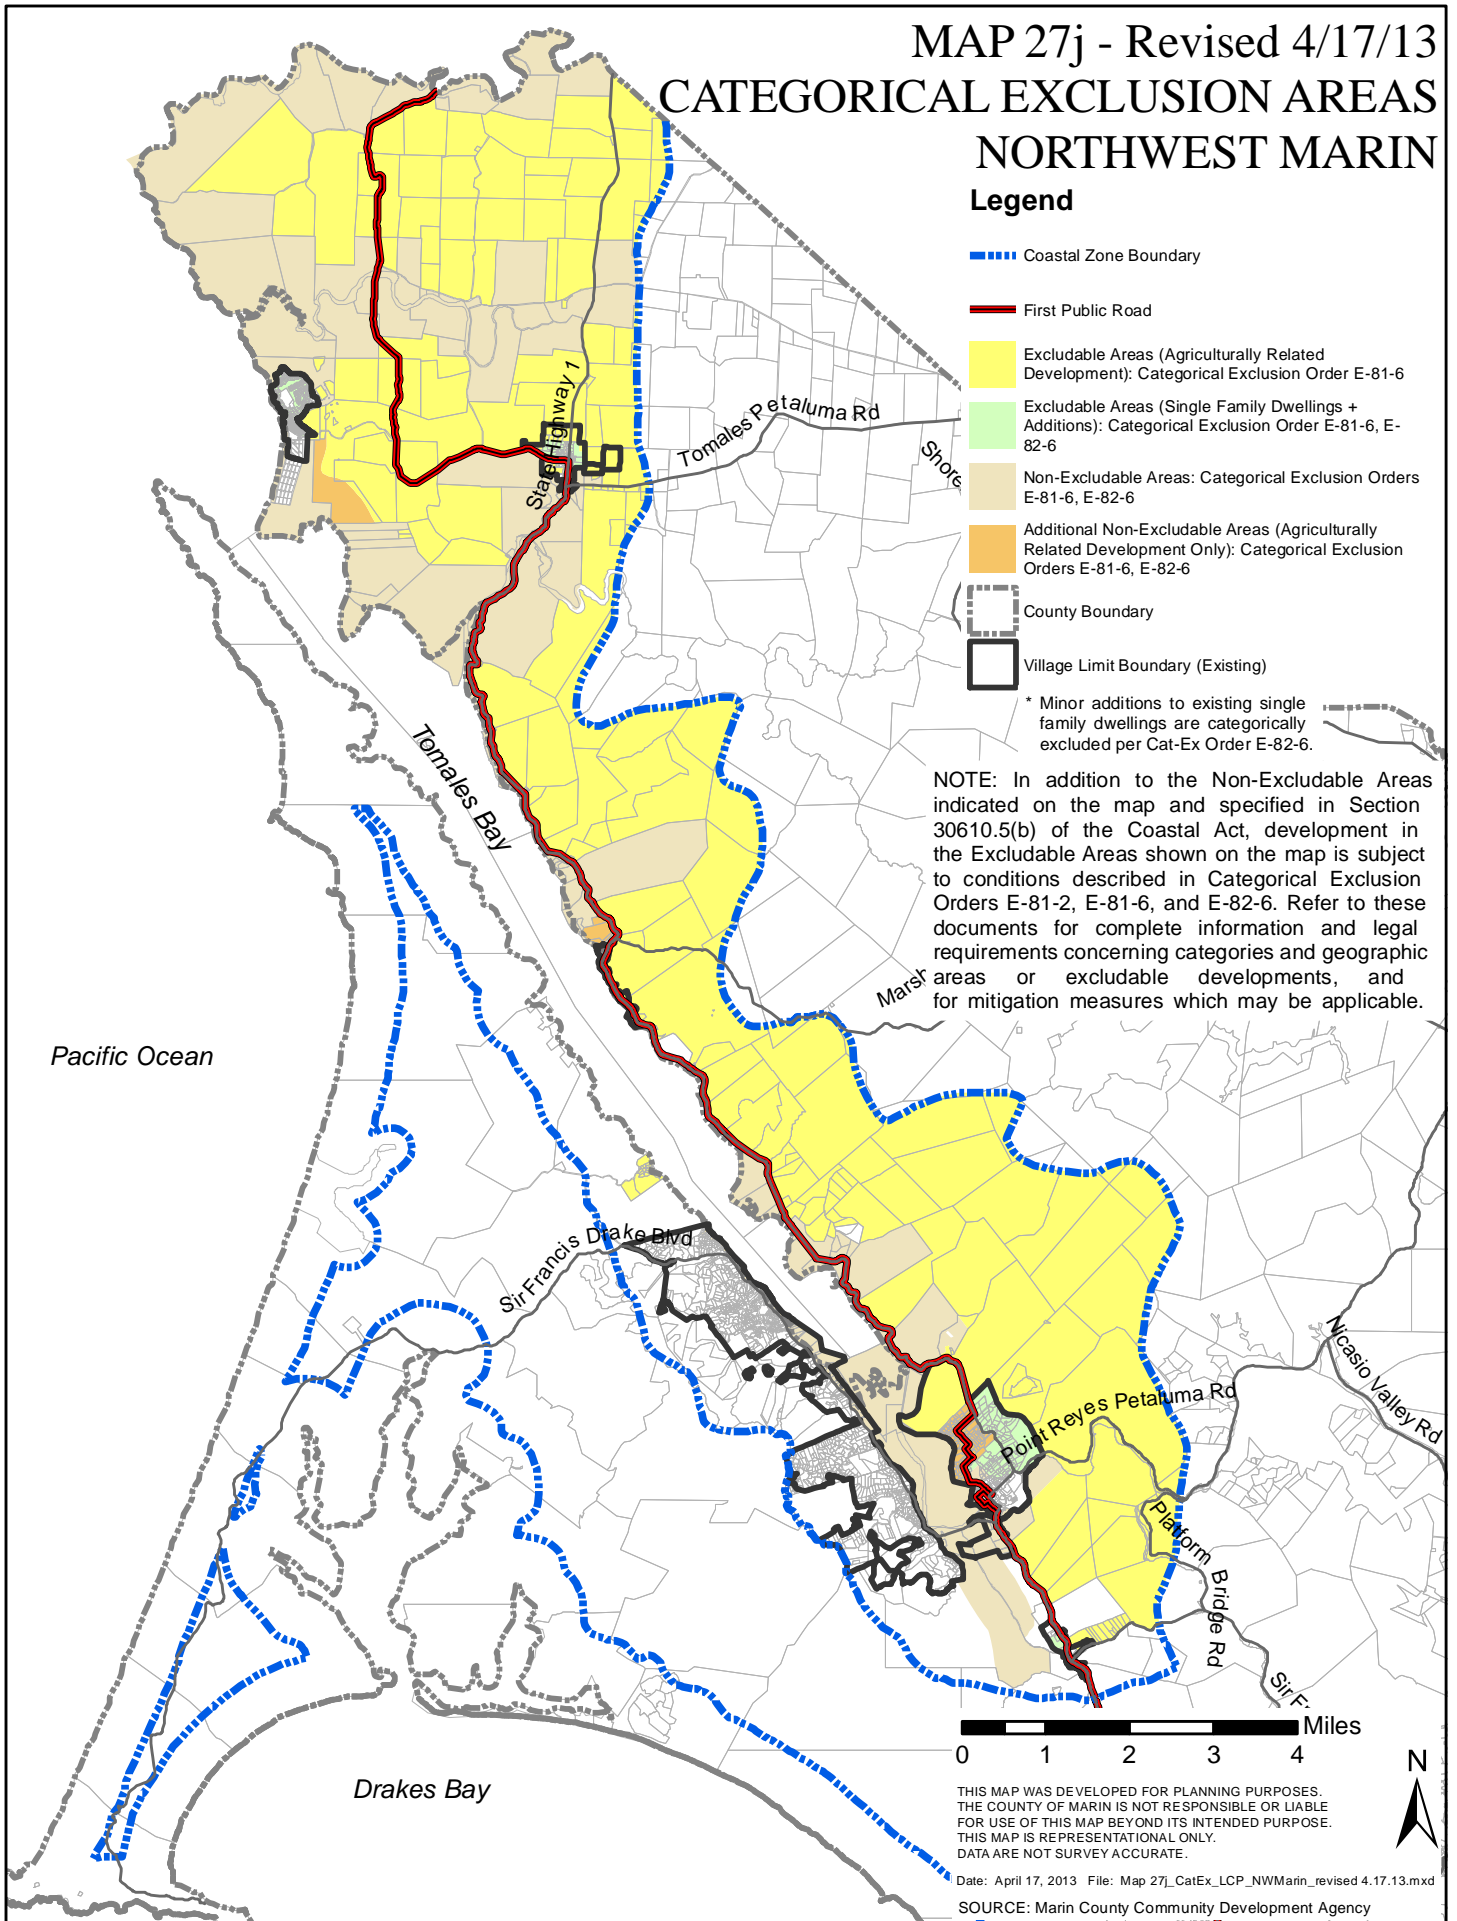 MAP 27j - Revised 4/17/13
CATEGORICAL EXCLUSION AREAS
NORTHWEST MARIN
Legend
Coastal Zone Boundary
First Public Road
Excludable Areas (Agriculturally Related
Development): Categorical Exclusion Order E-81-6
Excludable Areas (Single Family Dwellings +
Additions): Categorical Exclusion Order E-81-6, E-
82-6
Non-Excludable Areas: Categorical Exclusion Orders
E-81-6, E-82-6
Additional Non-Excludable Areas (Agriculturally
Related Development Only): Categorical Exclusion
Orders E-81-6, E-82-6
County Boundary
Village Limit Boundary (Existing)
* Minor additions to existing single
family dwellings are categorically
excluded per Cat-Ex Order E-82-6.
NOTE: In addition to the Non-Excludable Areas
indicated on the map and specified in Section
30610.5(b) of the Coastal Act, development in
the Excludable Areas shown on the map is subject
to conditions described in Categorical Exclusion
Orders E-81-2, E-81-6, and E-82-6. Refer to these
documents for complete information and legal
requirements concerning categories and geographic
areas or excludable developments, and
for mitigation measures which may be applicable.
State Highway 1
Tomales Petaluma Rd
Shore
Tomales Bay
Marsh
Pacific Ocean
Sir Francis Drake Blvd
Point Reyes Petaluma Rd
Nicasio Valley Rd
Platform Bridge Rd
Sir F
Drakes Bay
Miles
0 1 2 3 4
N
THIS MAP WAS DEVELOPED FOR PLANNING PURPOSES.
THE COUNTY OF MARIN IS NOT RESPONSIBLE OR LIABLE
FOR USE OF THIS MAP BEYOND ITS INTENDED PURPOSE.
THIS MAP IS REPRESENTATIONAL ONLY.
DATA ARE NOT SURVEY ACCURATE.
Date: April 17, 2013 File: Map 27j_CatEx_LCP_NWMarin_revised 4.17.13.mxd
SOURCE: Marin County Community Development Agency